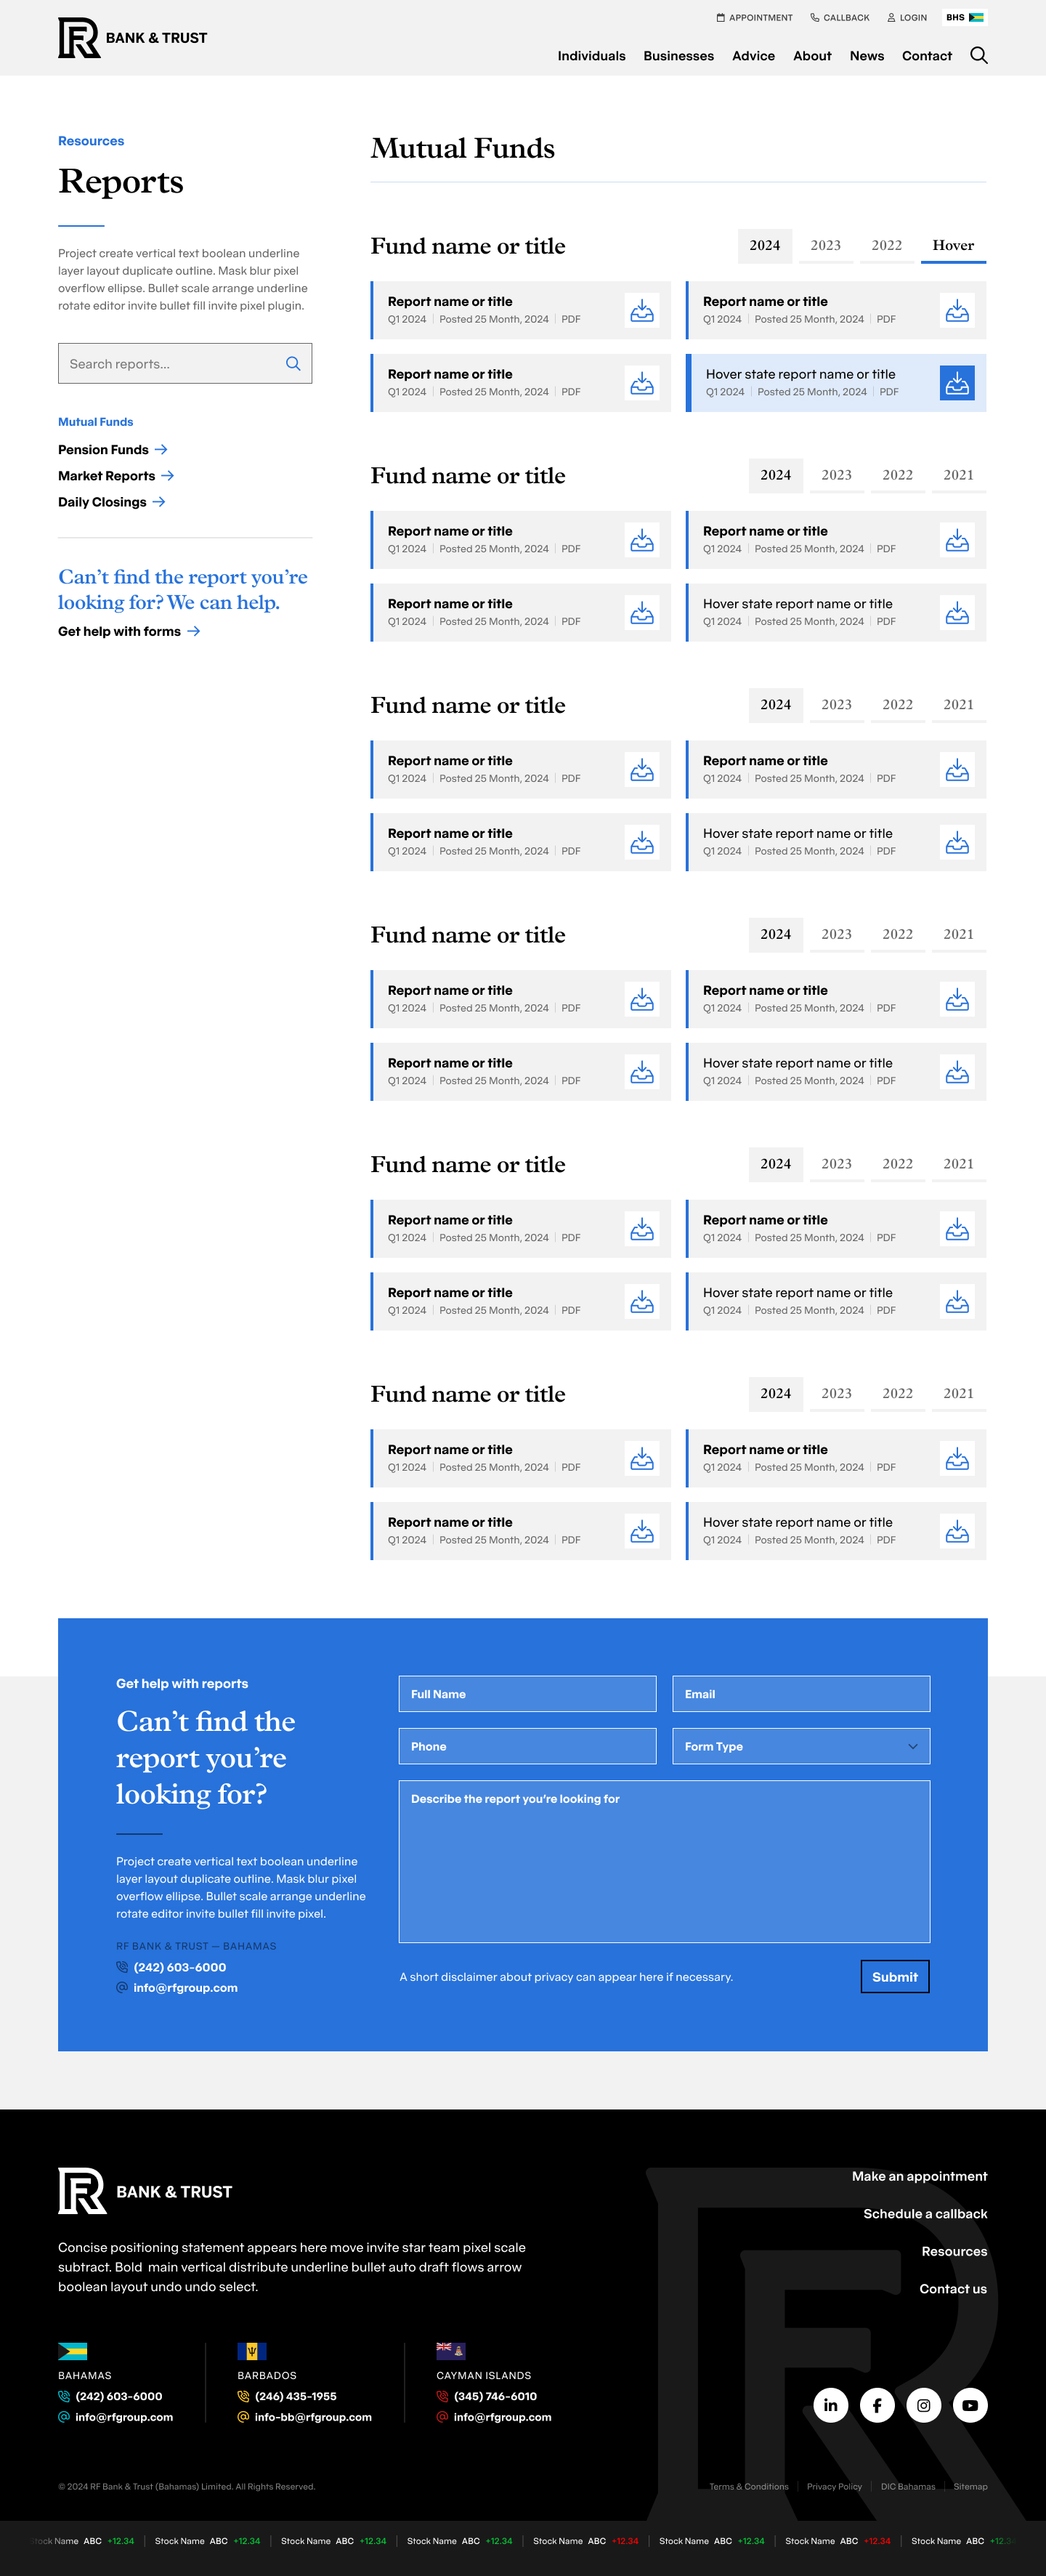 BANK & TRUST
APPOINTMENT CALLBACK LOGIN BHS
Individuals Businesses Advice About News Contact
Resources
Reports
Project create vertical text boolean underline
layer layout duplicate outline. Mask blur pixel
overflow ellipse. Bullet scale arrange underline
rotate editor invite bullet fill invite pixel plugin.
Search reports...
Mutual Funds
Pension Funds
Market Reports
Daily Closings
Can’t find the report you’re
looking for? We can help.
Get help with forms
Mutual Funds
Fund name or title 2024 2023 2022 Hover
Report name or title
Q1 2024 Posted 25 Month, 2024 PDF
Report name or title
Q1 2024 Posted 25 Month, 2024 PDF
Report name or title
Q1 2024 Posted 25 Month, 2024 PDF
Hover state report name or title
Q1 2024 Posted 25 Month, 2024 PDF
Fund name or title 2024 2023 2022 2021
Report name or title
Q1 2024 Posted 25 Month, 2024 PDF
Report name or title
Q1 2024 Posted 25 Month, 2024 PDF
Report name or title
Q1 2024 Posted 25 Month, 2024 PDF
Hover state report name or title
Q1 2024 Posted 25 Month, 2024 PDF
Fund name or title 2024 2023 2022 2021
Report name or title
Q1 2024 Posted 25 Month, 2024 PDF
Report name or title
Q1 2024 Posted 25 Month, 2024 PDF
Report name or title
Q1 2024 Posted 25 Month, 2024 PDF
Hover state report name or title
Q1 2024 Posted 25 Month, 2024 PDF
Fund name or title 2024 2023 2022 2021
Report name or title
Q1 2024 Posted 25 Month, 2024 PDF
Report name or title
Q1 2024 Posted 25 Month, 2024 PDF
Report name or title
Q1 2024 Posted 25 Month, 2024 PDF
Hover state report name or title
Q1 2024 Posted 25 Month, 2024 PDF
Fund name or title 2024 2023 2022 2021
Report name or title
Q1 2024 Posted 25 Month, 2024 PDF
Report name or title
Q1 2024 Posted 25 Month, 2024 PDF
Report name or title
Q1 2024 Posted 25 Month, 2024 PDF
Hover state report name or title
Q1 2024 Posted 25 Month, 2024 PDF
Fund name or title 2024 2023 2022 2021
Report name or title
Q1 2024 Posted 25 Month, 2024 PDF
Report name or title
Q1 2024 Posted 25 Month, 2024 PDF
Report name or title
Q1 2024 Posted 25 Month, 2024 PDF
Hover state report name or title
Q1 2024 Posted 25 Month, 2024 PDF
Get help with reports
Can’t find the
report you’re
looking for?
Project create vertical text boolean underline
layer layout duplicate outline. Mask blur pixel
overflow ellipse. Bullet scale arrange underline
rotate editor invite bullet fill invite pixel.
RF BANK & TRUST — BAHAMAS
(242) 603-6000
info@rfgroup.com
Full Name
Email
Phone
Form Type
Describe the report you're looking for
A short disclaimer about privacy can appear here if necessary.
Submit
BANK & TRUST
Concise positioning statement appears here move invite star team pixel scale
subtract. Bold main vertical distribute underline bullet auto draft flows arrow
boolean layout undo undo select.
Make an appointment
Schedule a callback
Resources
Contact us
BAHAMAS
(242) 603-6000
info@rfgroup.com
BARBADOS
(246) 435-1955
info-bb@rfgroup.com
CAYMAN ISLANDS
(345) 746-6010
info@rfgroup.com
© 2024 RF Bank & Trust (Bahamas) Limited. All Rights Reserved.
Terms & Conditions Privacy Policy DIC Bahamas Sitemap
Stock Name ABC +12.34 Stock Name ABC +12.34 Stock Name ABC +12.34 Stock Name ABC +12.34 Stock Name ABC +12.34 Stock Name ABC +12.34 Stock Name ABC +12.34 Stock Name ABC +12.34